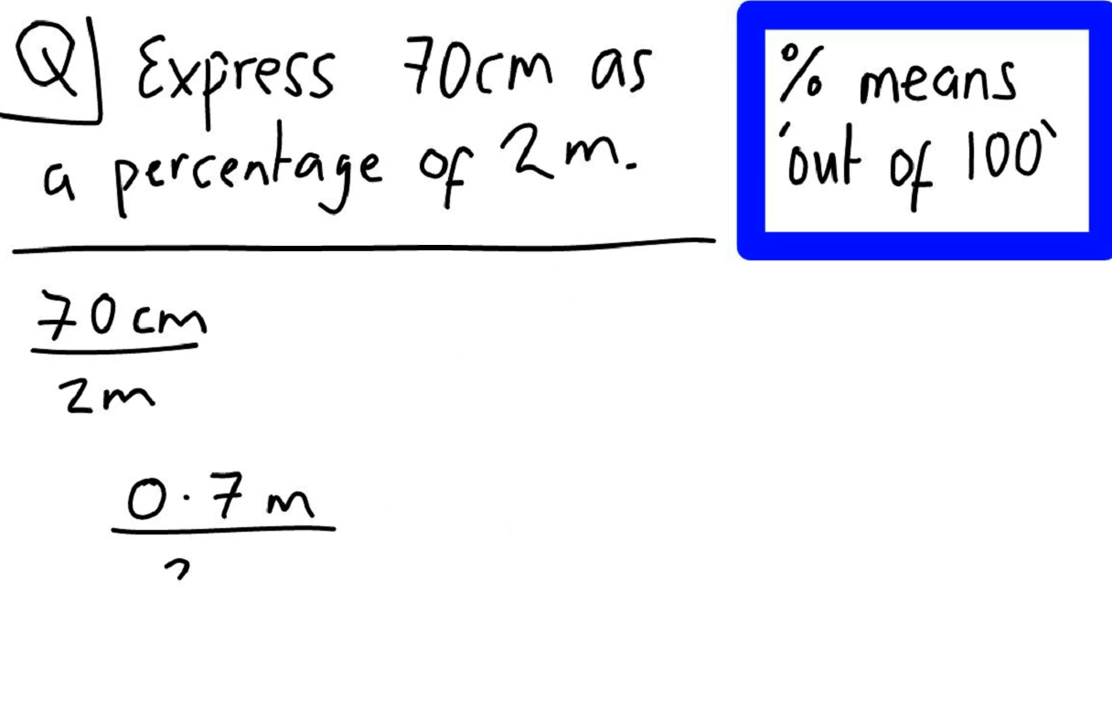 Q Express 70cm as
a percentage of 2m.
% means
'out of 100'
70cm
2m
0.7m